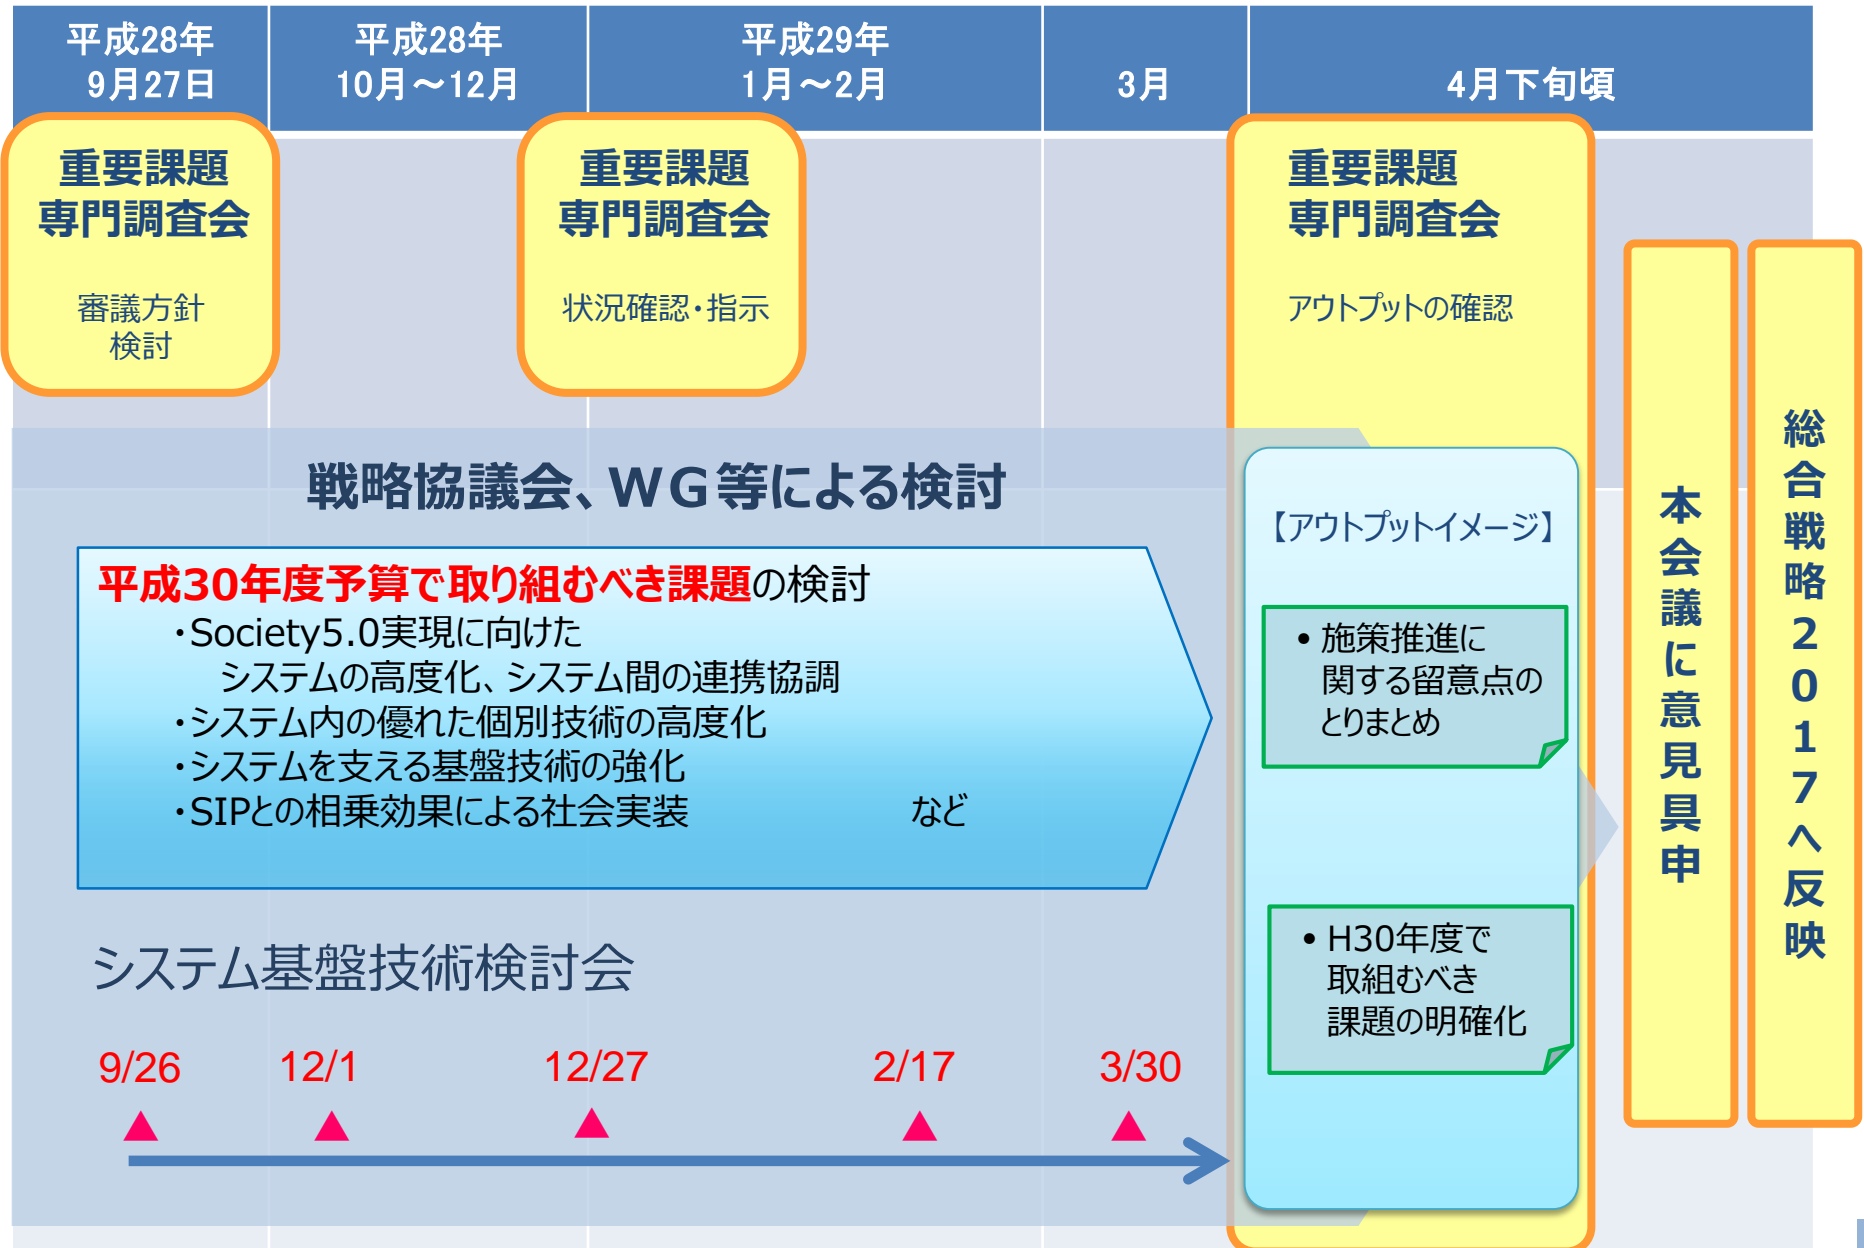 平成28年
9月27日
平成28年
10月～12月
平成29年
1月～2月
3月
4月下旬頃
重要課題
専門調査会
審議方針
検討
重要課題
専門調査会
状況確認・指示
重要課題
専門調査会
アウトプットの確認
戦略協議会、WG等による検討
平成30年度予算で取り組むべき課題の検討
・Society5.0実現に向けた
システムの高度化、システム間の連携協調
・システム内の優れた個別技術の高度化
・システムを支える基盤技術の強化
・SIPとの相乗効果による社会実装 など
システム基盤技術検討会
9/26
12/1
12/27
2/17
3/30
【アウトプットイメージ】
• 施策推進に
関する留意点の
とりまとめ
• H30年度で
取組むべき
課題の明確化
本会議に意見具申
総合戦略2017へ反映